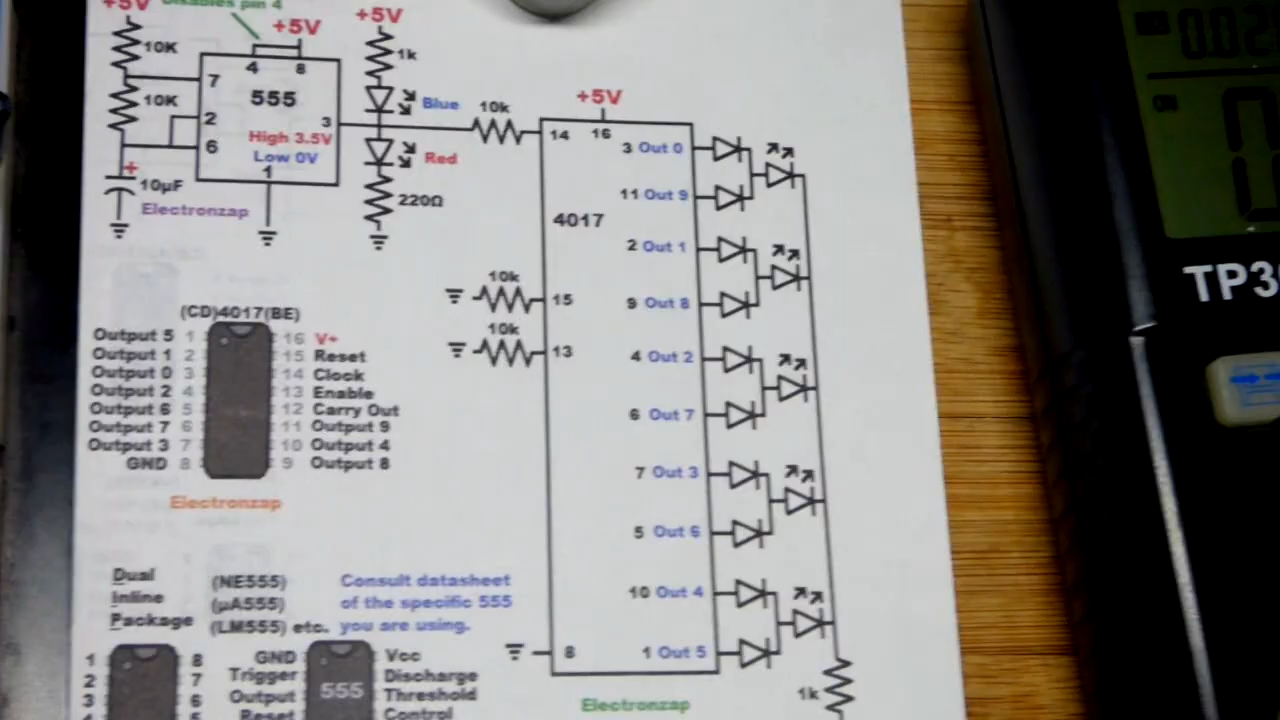 +5V
Disables pin 4
+5V
+5V
10K
4
8
1k
7
555
Blue
10k
+5V
10K
2
3
14
16
High 3.5V
3 Out 0
6
Low 0V
Red
+
1
10µF
220Ω
11 Out 9
Electronzap
4017
2 Out 1
10k
15
9 Out 8
(CD)4017(BE)
10k
Output 5 1
16 V+
13
4 Out 2
Output 1 2
15 Reset
Output 0 3
14 Clock
Output 2 4
13 Enable
Output 6 5
12 Carry Out
6 Out 7
Output 7 6
11 Output 9
Output 3 7
10 Output 4
GND 8
9 Output 8
7 Out 3
Electronzap
5 Out 6
Dual
Inline
Package
(NE555)
(µA555)
(LM555) etc.
Consult datasheet
of the specific 555
you are using.
10 Out 4
8
1 Out 5
1
8
2
7
3
6
GND
Vcc
Trigger
Discharge
Output
555
Threshold
Reset
Control
Electronzap
1k
TP3